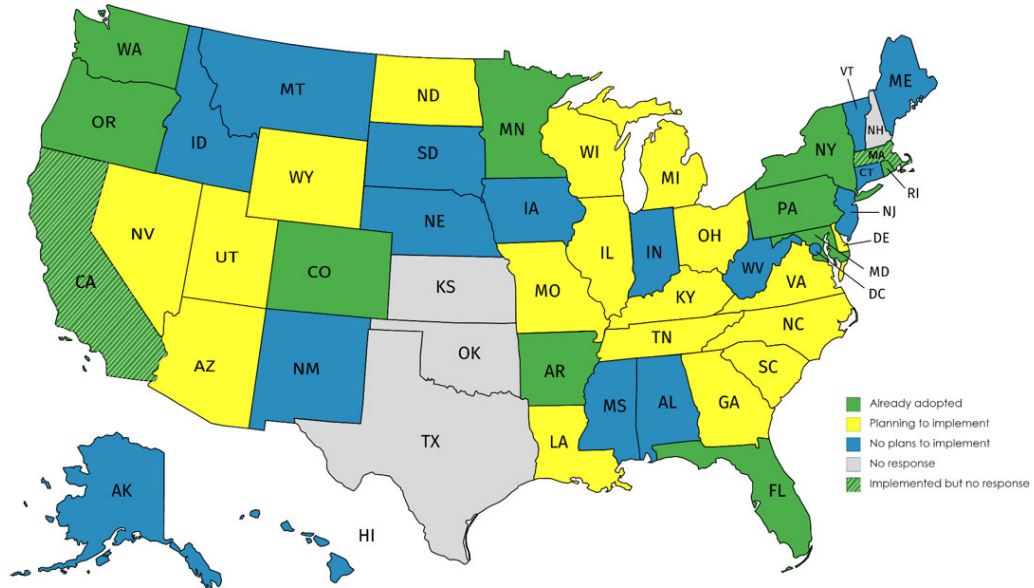 WA
MT
ND
MN
VT
ME
OR
ID
SD
WI
MI
NY
NH
MA
CT
RI
WY
NE
IA
PA
NJ
NV
UT
CO
IL
IN
OH
WV
DE
MD
DC
CA
KS
MO
KY
VA
AZ
NM
OK
AR
TN
NC
SC
TX
LA
MS
AL
GA
FL
AK
HI
Already adopted
Planning to implement
No plans to implement
No response
Implemented but no response